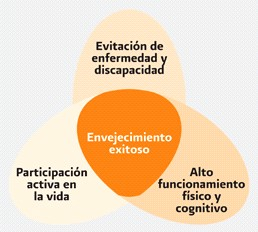 Evitación de
enfermedad y
discapacidad
Envejecimiento
exitoso
Participación
activa en
la vida
Alto
funcionamiento
físico y
cognitivo